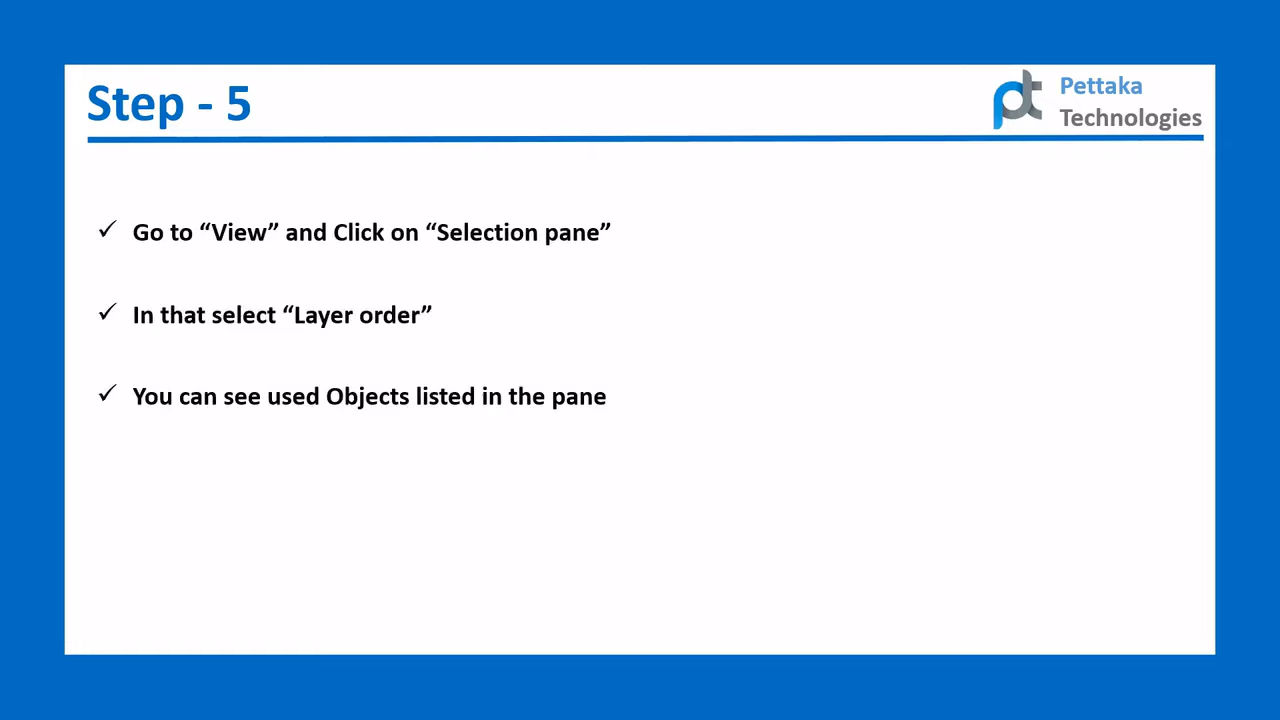 Step - 5
Pettaka
Technologies
✓ Go to “View” and Click on “Selection pane”
✓ In that select “Layer order”
✓ You can see used Objects listed in the pane